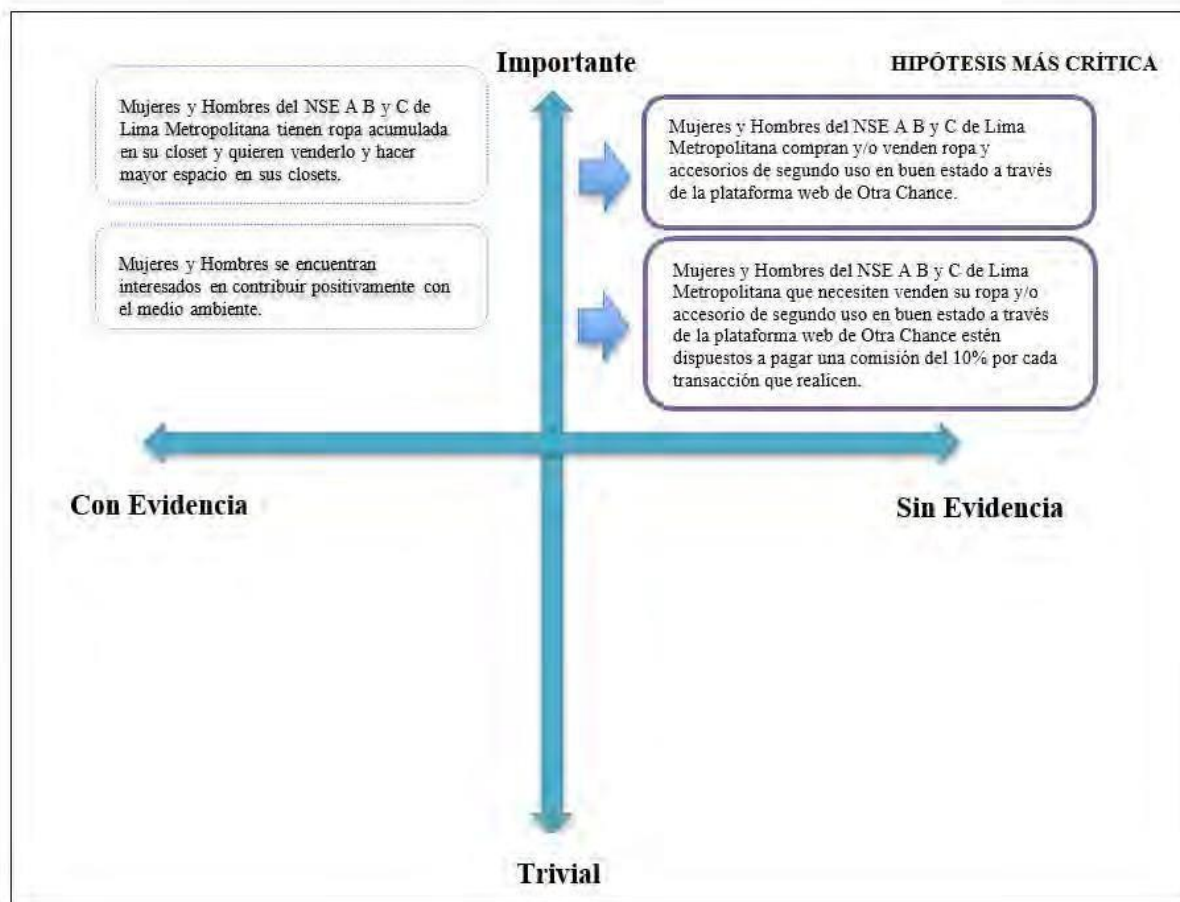 Importante
HIPÓTESIS MÁS CRÍTICA
Mujeres y Hombres del NSE A B y C de
Lima Metropolitana tienen ropa acumulada
en su closet y quieren venderlo y hacer
mayor espacio en sus closets.
Mujeres y Hombres del NSE A B y C de Lima
Metropolitana compran y/o venden ropa y
accesorios de segundo uso en buen estado a través
de la plataforma web de Otra Chance.
Mujeres y Hombres se encuentran
interesados en contribuir positivamente con
el medio ambiente.
Mujeres y Hombres del NSE A B y C de Lima
Metropolitana que necesiten venden su ropa y/o
accesorio de segundo uso en buen estado a través
de la plataforma web de Otra Chance estén
dispuestos a pagar una comisión del 10% por cada
transacción que realicen.
Con Evidencia
Sin Evidencia
Trivial